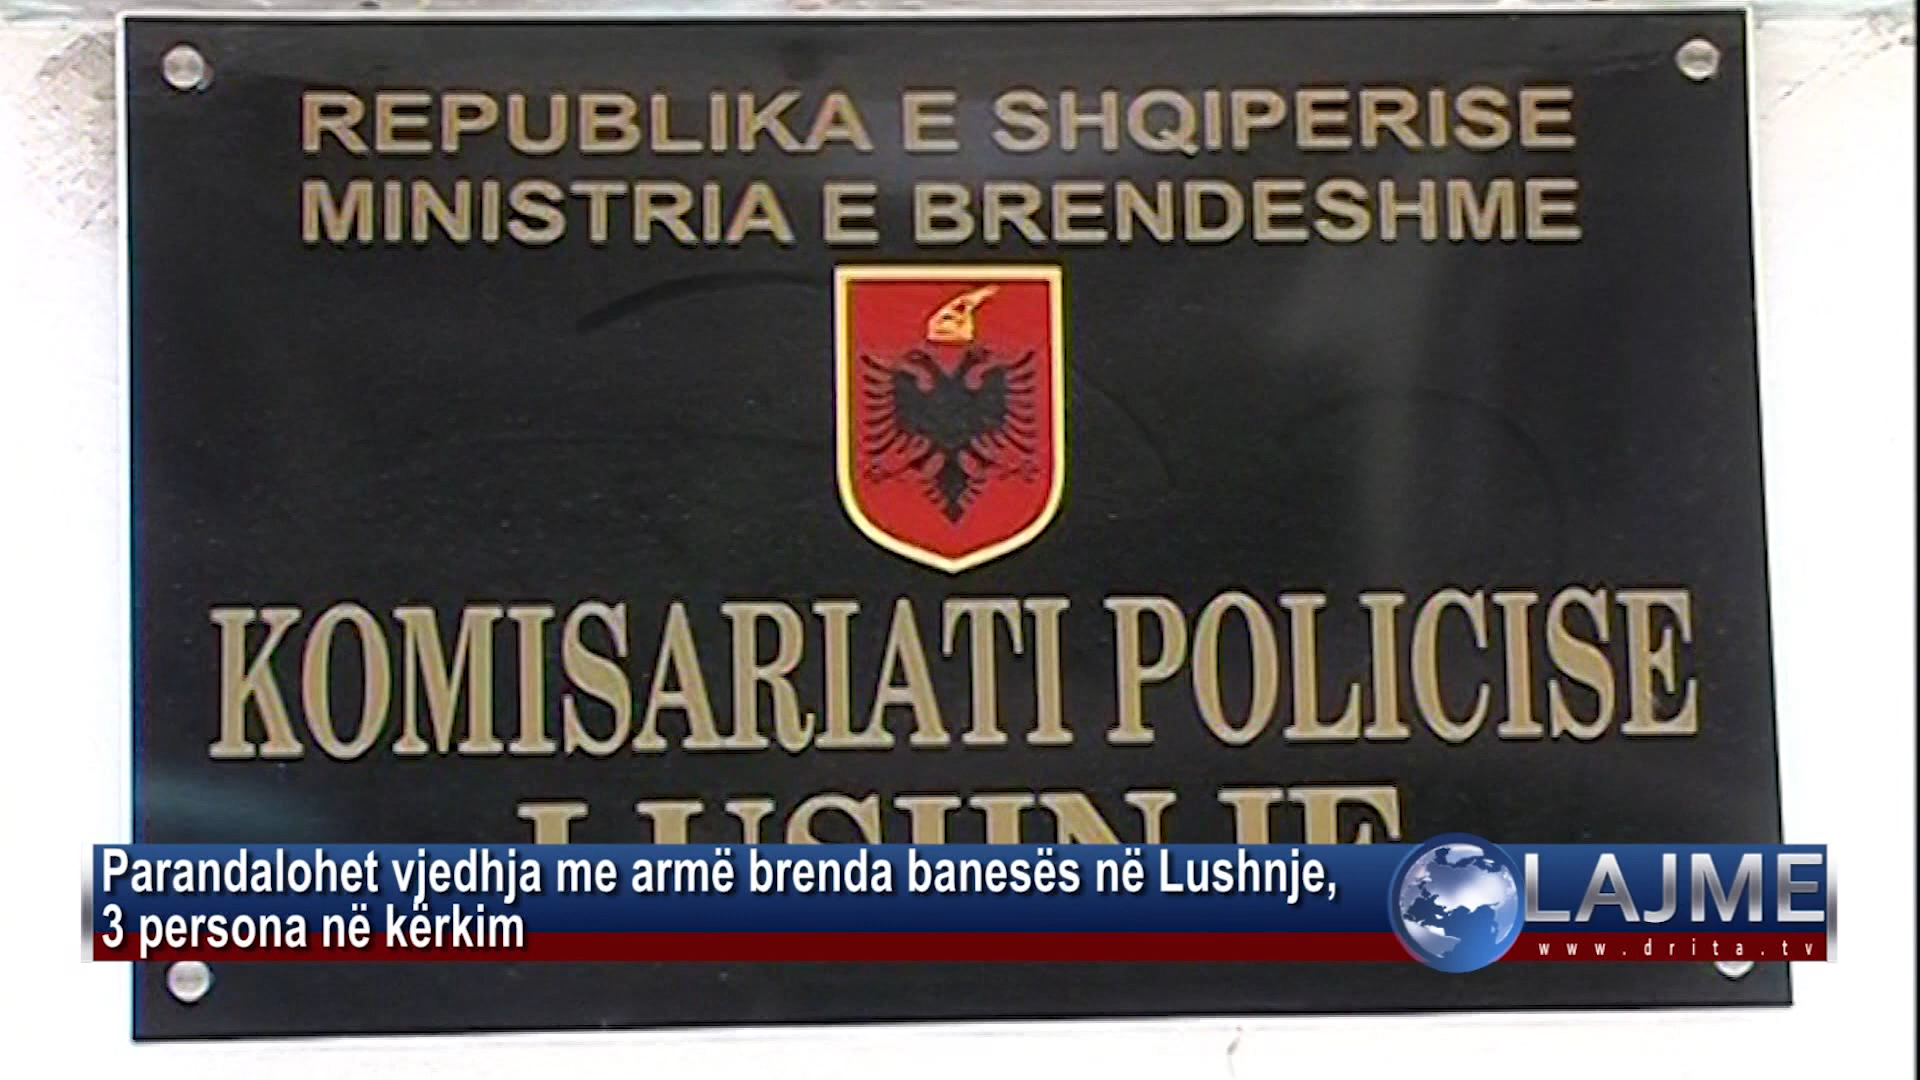 REPUBLIKA E SHQIPERISE
MINISTRIA E BRENDESHME
KOMISARIATI POLICISE
LUSHNJE
Parandalohet vjedhja me armë brenda banesës në Lushnje,
3 persona në kërkim
LAJME
www.drita.tv